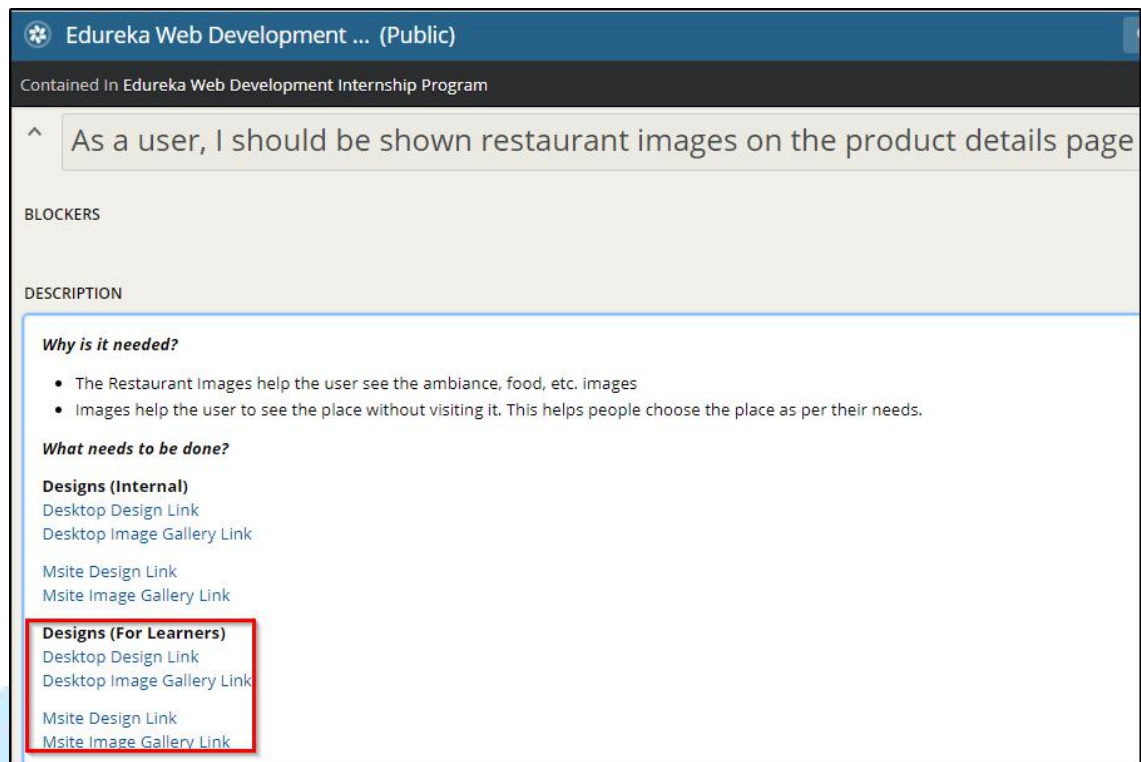 Edureka Web Development ... (Public)
Contained In Edureka Web Development Internship Program
As a user, I should be shown restaurant images on the product details page
BLOCKERS
DESCRIPTION
Why is it needed?
• The Restaurant Images help the user see the ambiance, food, etc. images
• Images help the user to see the place without visiting it. This helps people choose the place as per their needs.
What needs to be done?
Designs (Internal)
Desktop Design Link
Desktop Image Gallery Link
Msite Design Link
Msite Image Gallery Link
Designs (For Learners)
Desktop Design Link
Desktop Image Gallery Link
Msite Design Link
Msite Image Gallery Link